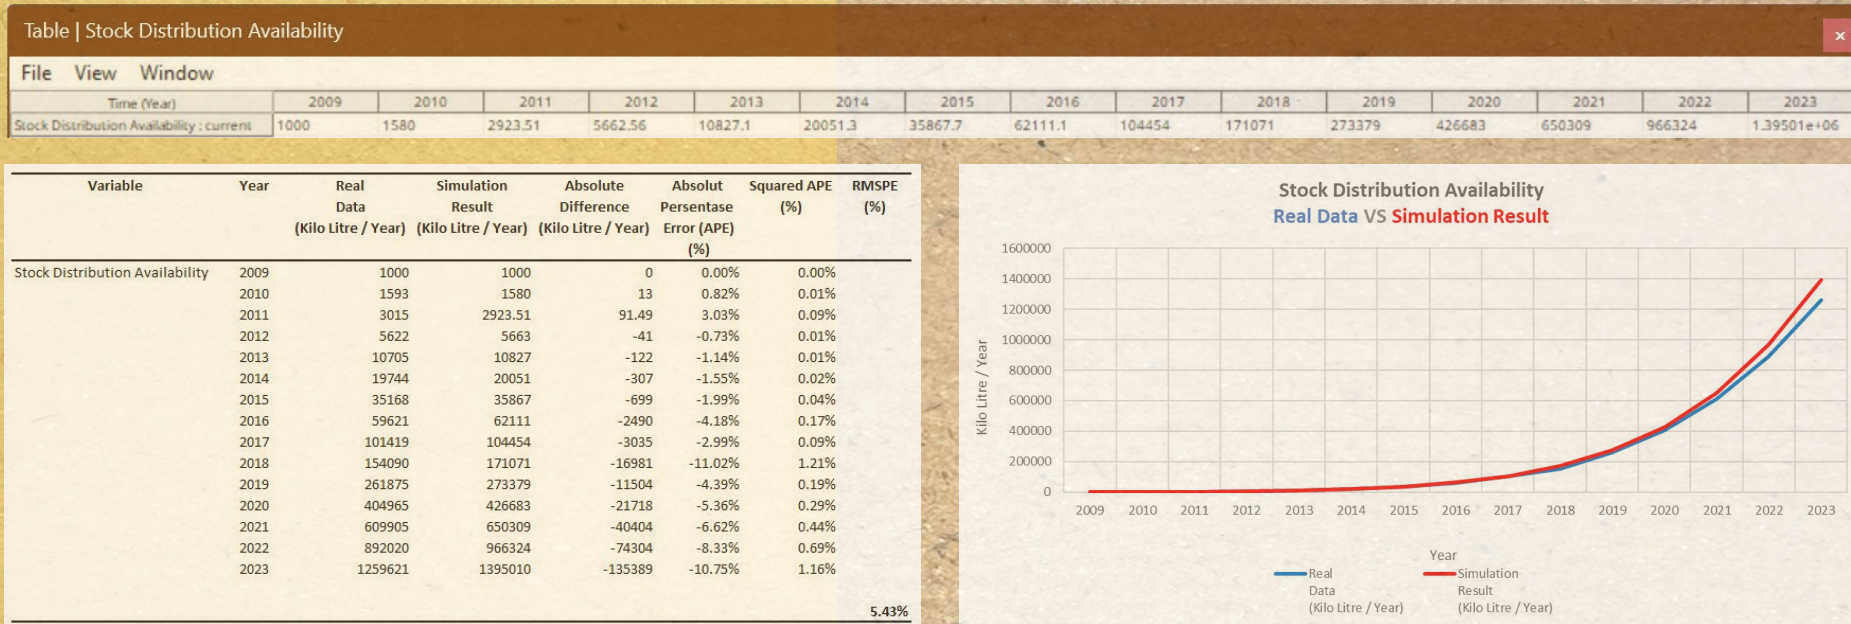 Table | Stock Distribution Availability
x
File View Window
Time (Year) 2009 2010 2011 2012 2013 2014 2015 2016 2017 2018 2019 2020 2021 2022 2023
Stock Distribution Availability : current 1000 1580 2923.51 5662.56 10827.1 20051.3 35867.7 62111.1 104454 171071 273379 426683 650309 966324 1.39501e+06
Variable Year Real Simulation Absolute Absolut Squared APE RMSPE
Data Result Difference Persentase (%) (%)
(Kilo Litre / Year) (Kilo Litre / Year) (Kilo Litre / Year) Error (APE)
(%)
Stock Distribution Availability 2009 1000 1000 0 0.00% 0.00%
2010 1593 1580 13 0.82% 0.01%
2011 3015 2923.51 91.49 3.03% 0.09%
2012 5622 5663 -41 -0.73% 0.01%
2013 10705 10827 -122 -1.14% 0.01%
2014 19744 20051 -307 -1.55% 0.02%
2015 35168 35867 -699 -1.99% 0.04%
2016 59621 62111 -2490 -4.18% 0.17%
2017 101419 104454 -3035 -2.99% 0.09%
2018 154090 171071 -16981 -11.02% 1.21%
2019 261875 273379 -11504 -4.39% 0.19%
2020 404965 426683 -21718 -5.36% 0.29%
2021 609905 650309 -40404 -6.62% 0.44%
2022 892020 966324 -74304 -8.33% 0.69%
2023 1259621 1395010 -135389 -10.75% 1.16%
5.43%
Stock Distribution Availability
Real Data VS Simulation Result
Kilo Litre / Year
1600000
1400000
1200000
1000000
800000
600000
400000
200000
0
2009 2010 2011 2012 2013 2014 2015 2016 2017 2018 2019 2020 2021 2022 2023
Year
Real Simulation
Data Result
(Kilo Litre / Year) (Kilo Litre / Year)